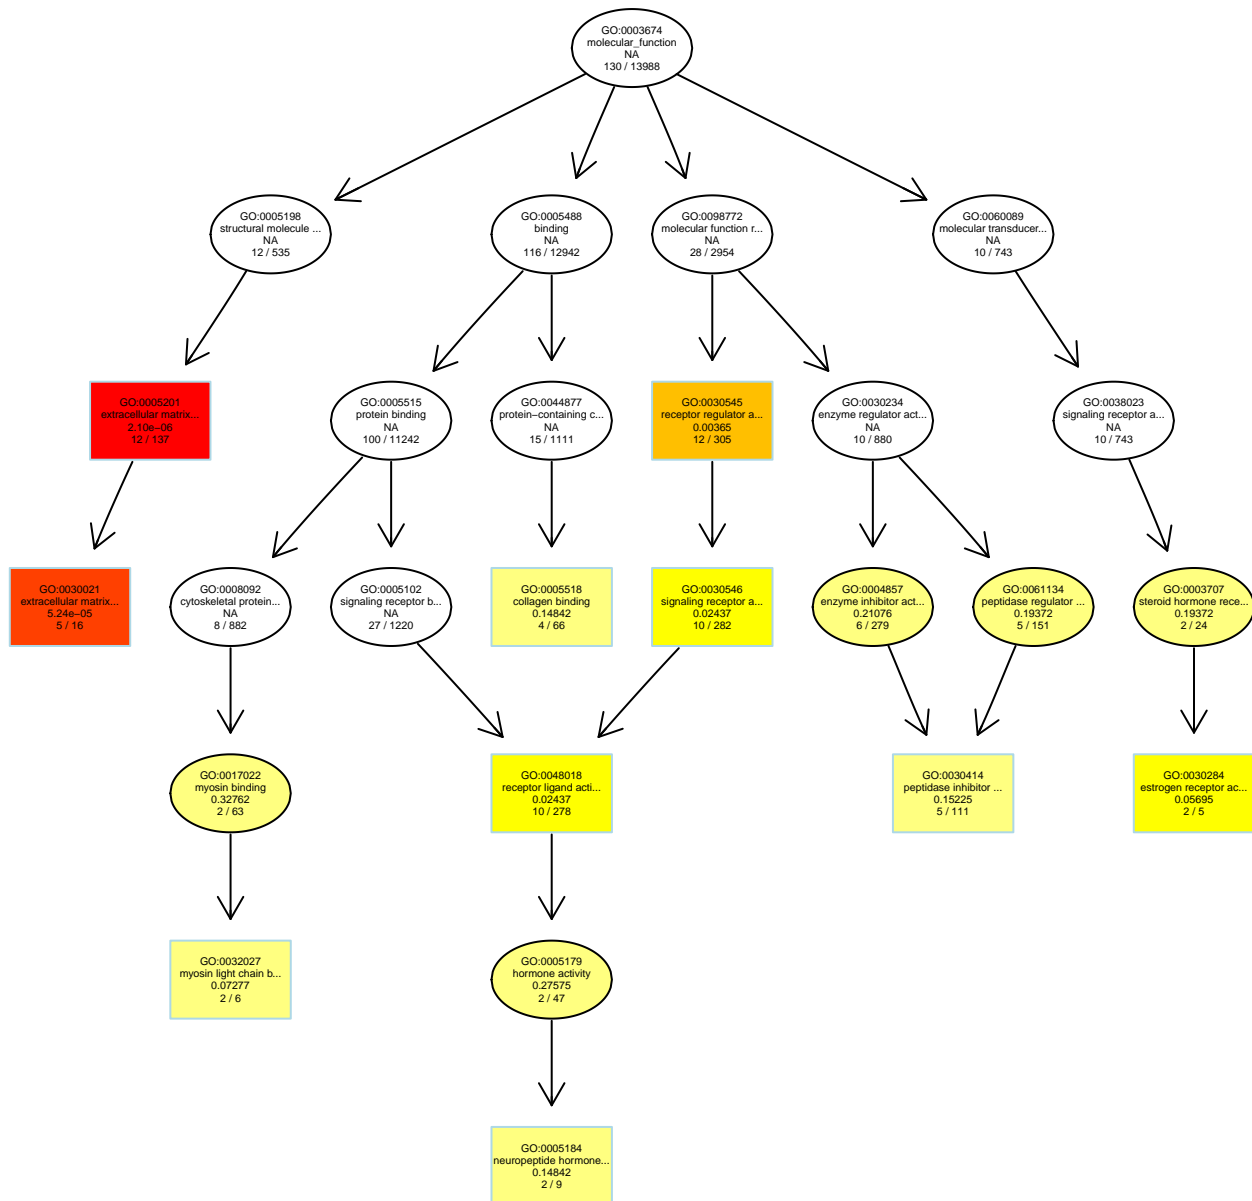 GO:0003674
molecular_function
NA
130 / 13988
GO:0005198
structural molecule ...
NA
12 / 535
GO:0005488
binding
NA
116 / 12942
GO:0098772
molecular function r...
NA
28 / 2954
GO:0060089
molecular transducer...
NA
10 / 743
GO:0005201
extracellular matrix...
2.10e−06
12 / 137
GO:0005515
protein binding
NA
100 / 11242
GO:0044877
protein−containing c...
NA
15 / 1111
GO:0030545
receptor regulator a...
0.00365
12 / 305
GO:0030234
enzyme regulator act...
NA
10 / 880
GO:0038023
signaling receptor a...
NA
10 / 743
GO:0030021
extracellular matrix...
5.24e−05
5 / 16
GO:0008092
cytoskeletal protein...
NA
8 / 882
GO:0005102
signaling receptor b...
NA
27 / 1220
GO:0005518
collagen binding
0.14842
4 / 66
GO:0030546
signaling receptor a...
0.02437
10 / 282
GO:0004857
enzyme inhibitor act...
0.21076
6 / 279
GO:0061134
peptidase regulator ...
0.19372
5 / 151
GO:0003707
steroid hormone rece...
0.19372
2 / 24
GO:0017022
myosin binding
0.32762
2 / 63
GO:0048018
receptor ligand acti...
0.02437
10 / 278
GO:0030414
peptidase inhibitor ...
0.15225
5 / 111
GO:0030284
estrogen receptor ac...
0.05695
2 / 5
GO:0032027
myosin light chain b...
0.07277
2 / 6
GO:0005179
hormone activity
0.27575
2 / 47
GO:0005184
neuropeptide hormone...
0.14842
2 / 9